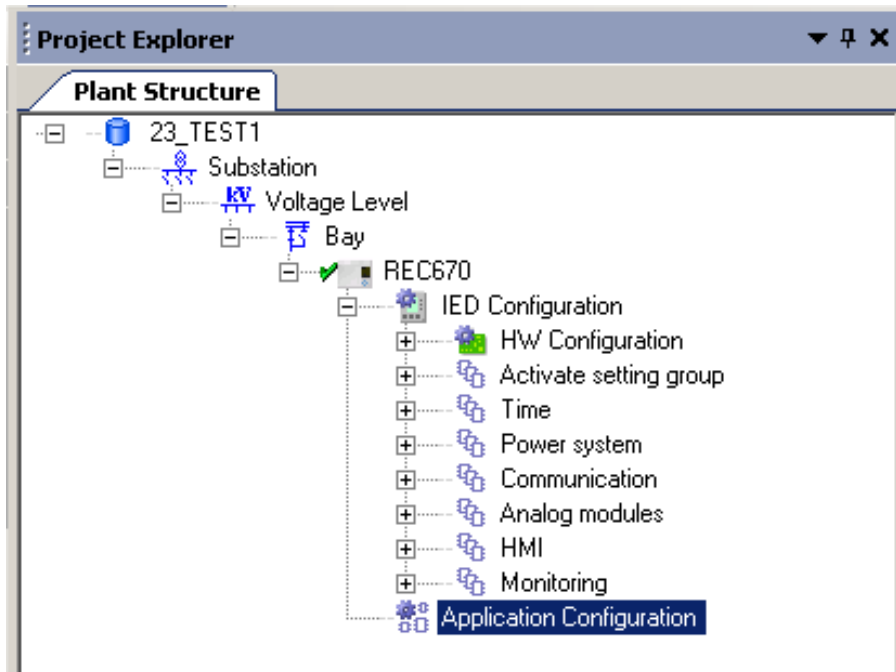 Project Explorer
Plant Structure
23_TEST1
Substation
kV Voltage Level
Bay
REC670
IED Configuration
HW Configuration
Activate setting group
Time
Power system
Communication
Analog modules
HMI
Monitoring
Application Configuration